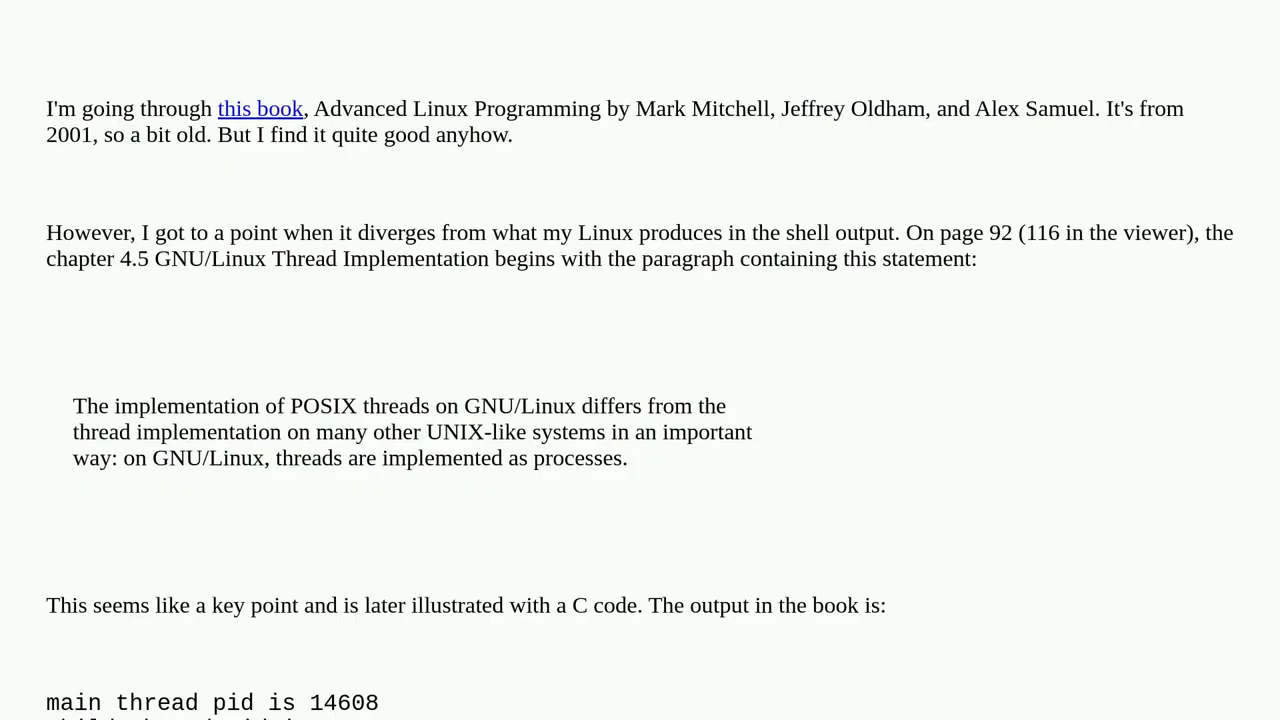 I'm going through this book, Advanced Linux Programming by Mark Mitchell, Jeffrey Oldham, and Alex Samuel. It's from
2001, so a bit old. But I find it quite good anyhow.
However, I got to a point when it diverges from what my Linux produces in the shell output. On page 92 (116 in the viewer), the
chapter 4.5 GNU/Linux Thread Implementation begins with the paragraph containing this statement:
The implementation of POSIX threads on GNU/Linux differs from the
thread implementation on many other UNIX-like systems in an important
way: on GNU/Linux, threads are implemented as processes.
This seems like a key point and is later illustrated with a C code. The output in the book is:
main thread pid is 14608